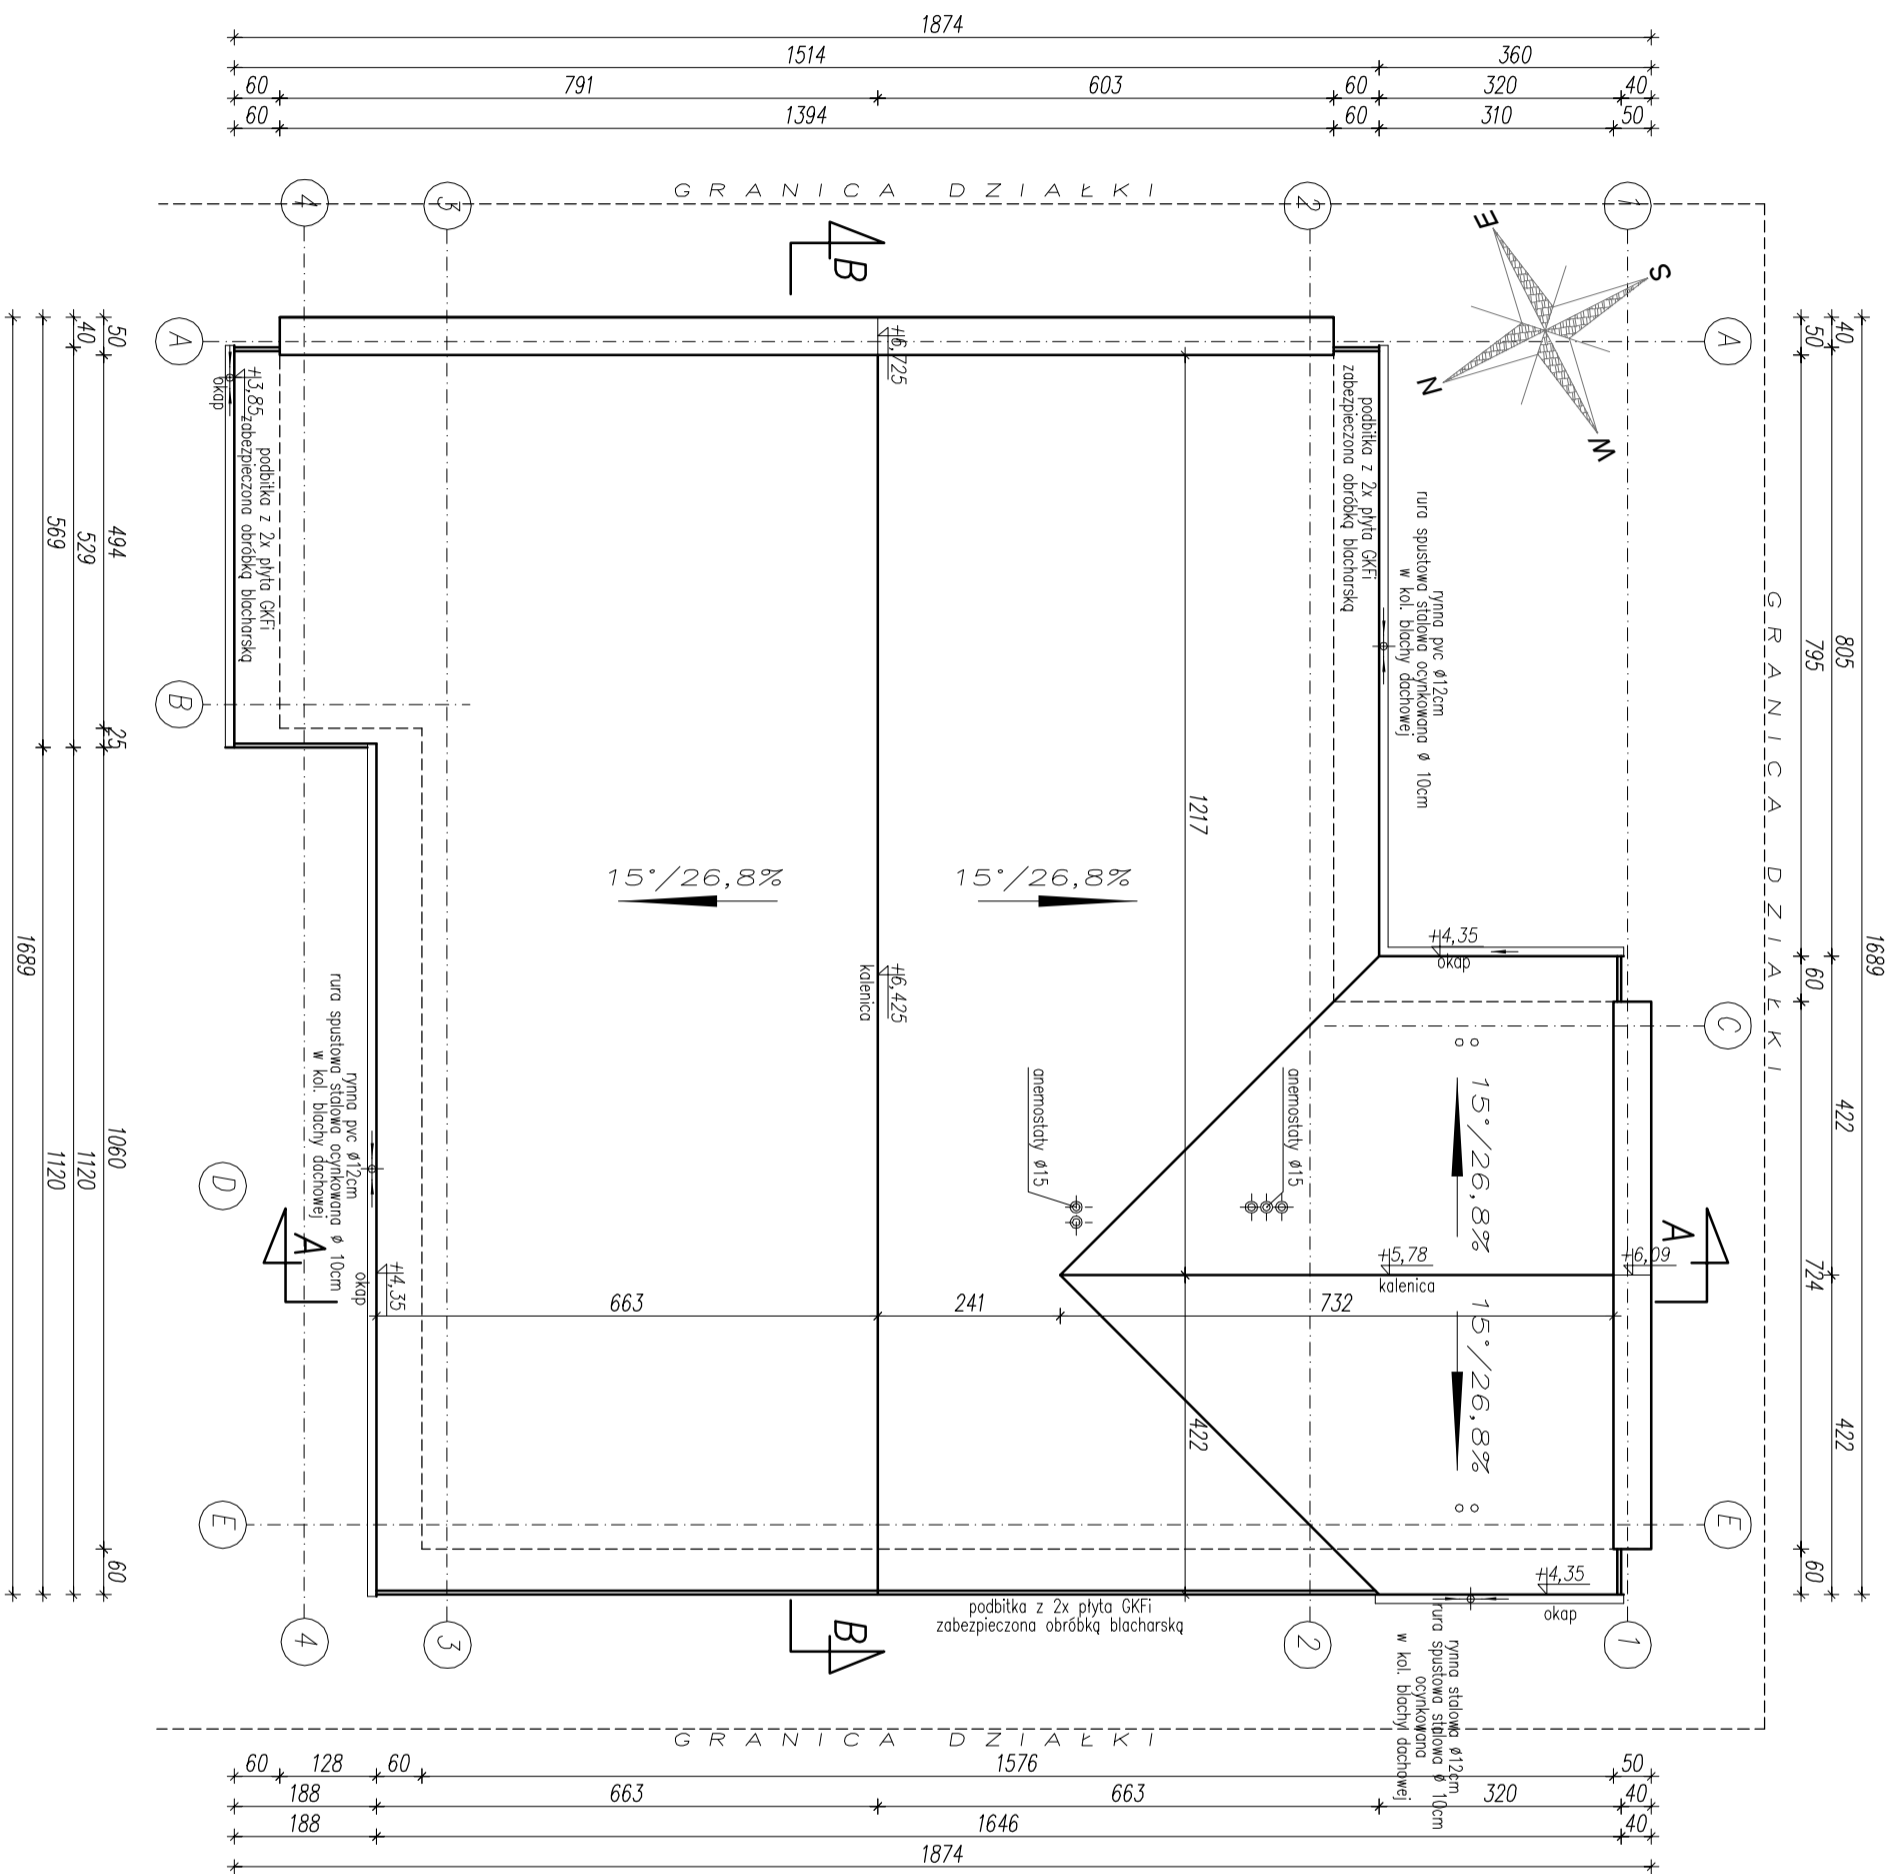 1874
1514
360
60
791
603
60
320
40
60
1394
60
310
50
GRANICA DZIAŁKI
4
3
2
1
B
E
S
N
W
A
A
40
50
805
795
1689
60
422
422
724
60
GRANICA DZIAŁKI
50
40
494
529
569
25
1689
1060
1120
1120
60
+6,725
+3,85
okap
podbitka z 2x płyta GKFi
zabezpieczona obróbką blacharską
podbitka z 2x płyta GKFi
zabezpieczona obróbką blacharską
rynna pvc ø12cm
rura spustowa stalowa ocynkowana ø 10cm
w kol. blachy dachowej
B
1217
15°/26,8%
15°/26,8%
+4,35
okap
+6,425
kalenica
C
rynna pvc ø12cm
rura spustowa stalowa ocynkowana ø 10cm
w kol. blachy dachowej
anemostaty ø15
anemostaty ø15
15°/26,8%
D
A
A
+4,35
okap
+5,78
kalenica
+6,09
663
241
732
15°/26,8%
422
E
E
+4,35
okap
podbitka z 2x płyta GKFi
zabezpieczona obróbką blacharską
4
3
B
2
1
rynna stalowa ø12cm
rura spustowa stalowa ø 10cm
ocynkowana
w kol. blachy dachowej
GRANICA DZIAŁKI
60
128
60
1576
50
188
663
663
320
40
188
1646
40
1874